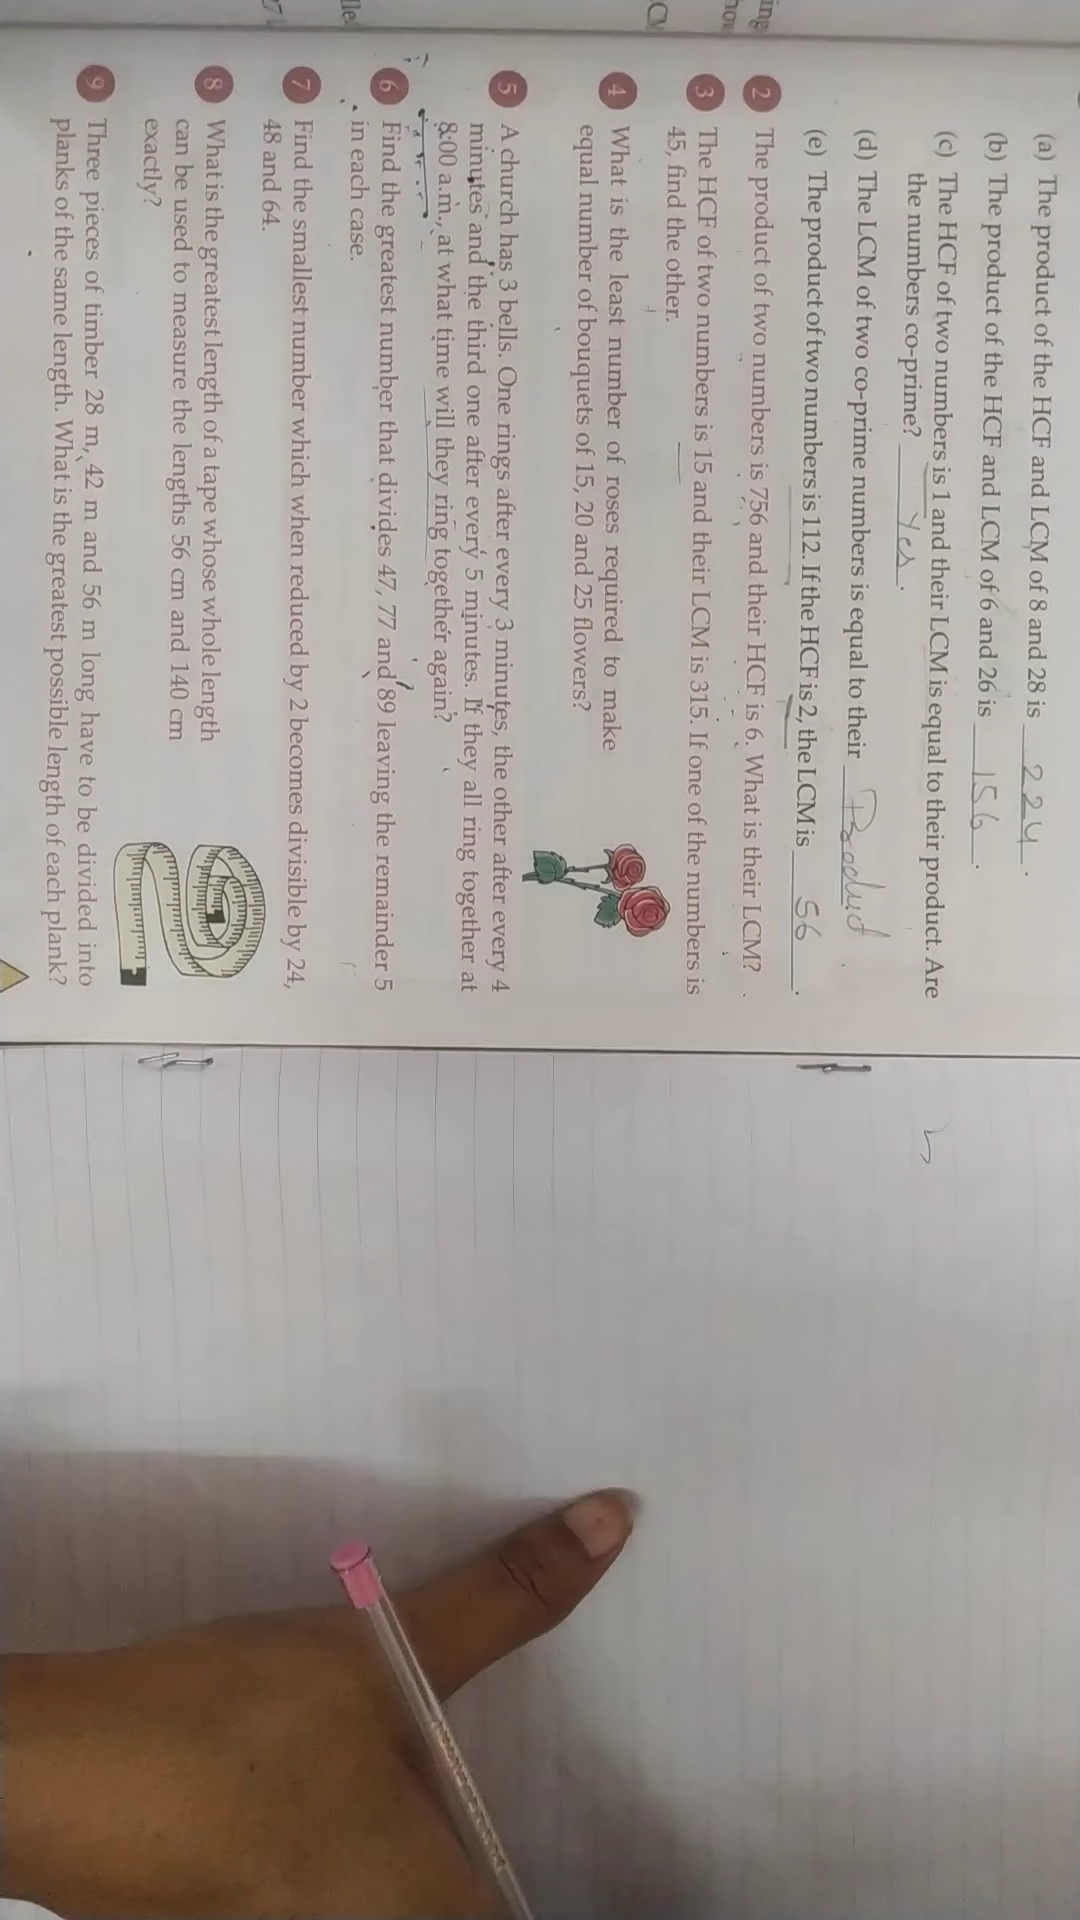 (a) The product of the HCF and LCM of 8 and 28 is 224.
(b) The product of the HCF and LCM of 6 and 26 is 156.
(c) The HCF of two numbers is 1 and their LCM is equal to their product. Are
the numbers co-prime? Yes.
(d) The LCM of two co-prime numbers is equal to their Product.
(e) The product of two numbers is 112. If the HCF is 2, the LCM is 56.
2 The product of two numbers is 756 and their HCF is 6. What is their LCM?
3 The HCF of two numbers is 15 and their LCM is 315. If one of the numbers is
45, find the other.
4 What is the least number of roses required to make
equal number of bouquets of 15, 20 and 25 flowers?
5 A church has 3 bells. One rings after every 3 minutes, the other after every 4
minutes and the third one after every 5 minutes. If they all ring together at
8:00 a.m., at what time will they ring together again?
6 Find the greatest number that divides 47, 77 and 89 leaving the remainder 5
in each case.
7 Find the smallest number which when reduced by 2 becomes divisible by 24,
48 and 64.
8 What is the greatest length of a tape whose whole length
can be used to measure the lengths 56 cm and 140 cm
exactly?
9 Three pieces of timber 28 m, 42 m and 56 m long have to be divided into
planks of the same length. What is the greatest possible length of each plank?